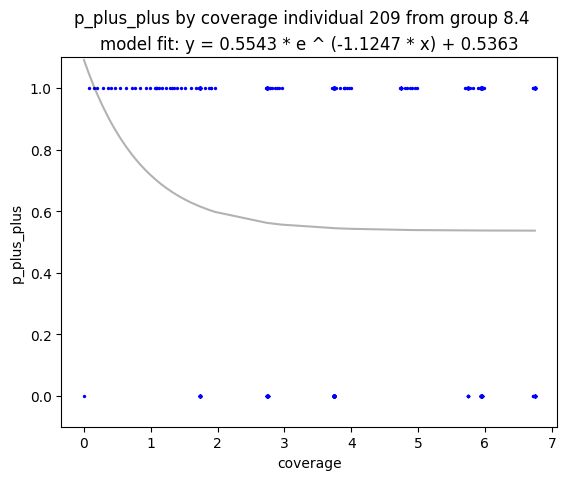 p_plus_plus by coverage individual 209 from group 8.4
model fit: y = 0.5543 * e ^ (-1.1247 * x) + 0.5363
p_plus_plus
1.0
0.8
0.6
0.4
0.2
0.0
0 1 2 3 4 5 6 7
coverage